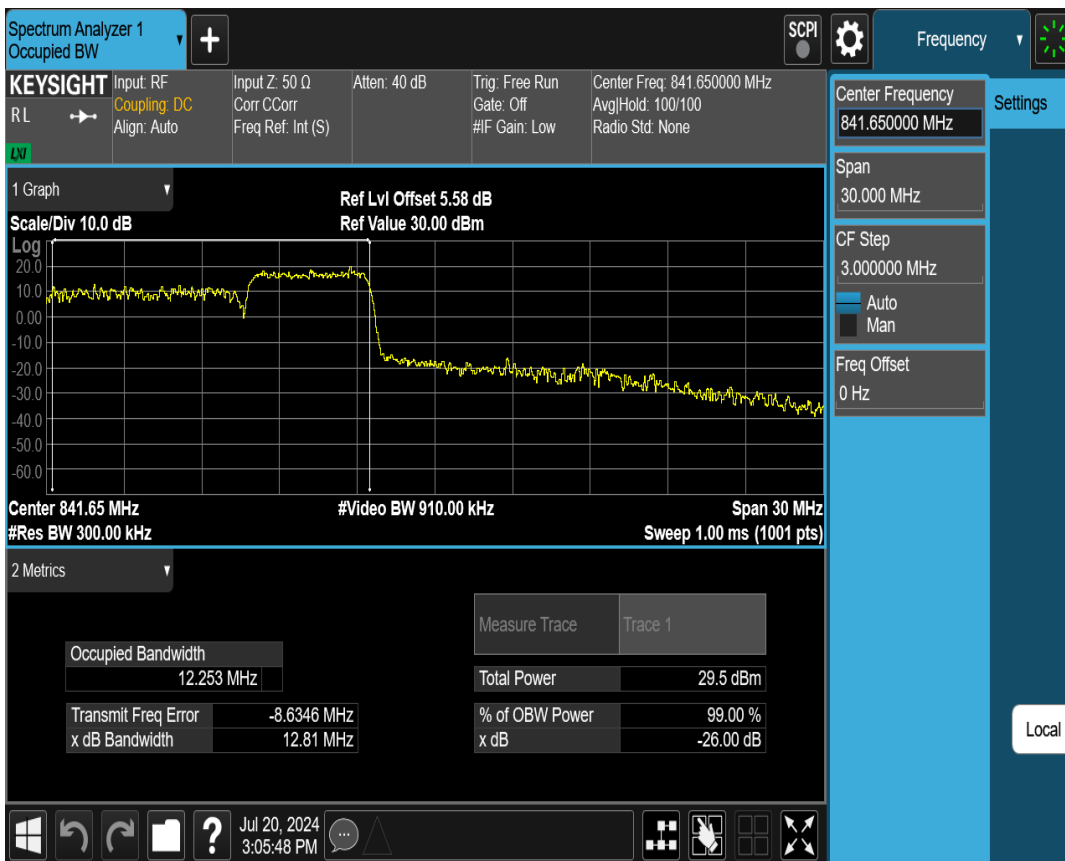 Spectrum Analyzer 1
Occupied BW
+
SCPI
Frequency
KEYSIGHT
RL
LXI
Input: RF
Coupling: DC
Align: Auto
Input Z: 50 Ω
Corr CCorr
Freq Ref: Int (S)
Atten: 40 dB
Trig: Free Run
Gate: Off
#IF Gain: Low
Center Freq: 841.650000 MHz
Avg|Hold: 100/100
Radio Std: None
Center Frequency
841.650000 MHz
Settings
Span
30.000 MHz
CF Step
3.000000 MHz
Auto
Man
Freq Offset
0 Hz
1 Graph
Scale/Div 10.0 dB
Ref Lvl Offset 5.58 dB
Ref Value 30.00 dBm
Log
20.0
10.0
0.00
-10.0
-20.0
-30.0
-40.0
-50.0
-60.0
Center 841.65 MHz
#Video BW 910.00 kHz
Span 30 MHz
#Res BW 300.00 kHz
Sweep 1.00 ms (1001 pts)
2 Metrics
Measure Trace Trace 1
Occupied Bandwidth
12.253 MHz
Total Power 29.5 dBm
Transmit Freq Error -8.6346 MHz
% of OBW Power 99.00 %
x dB Bandwidth 12.81 MHz
x dB -26.00 dB
Local
?
Jul 20, 2024
3:05:48 PM